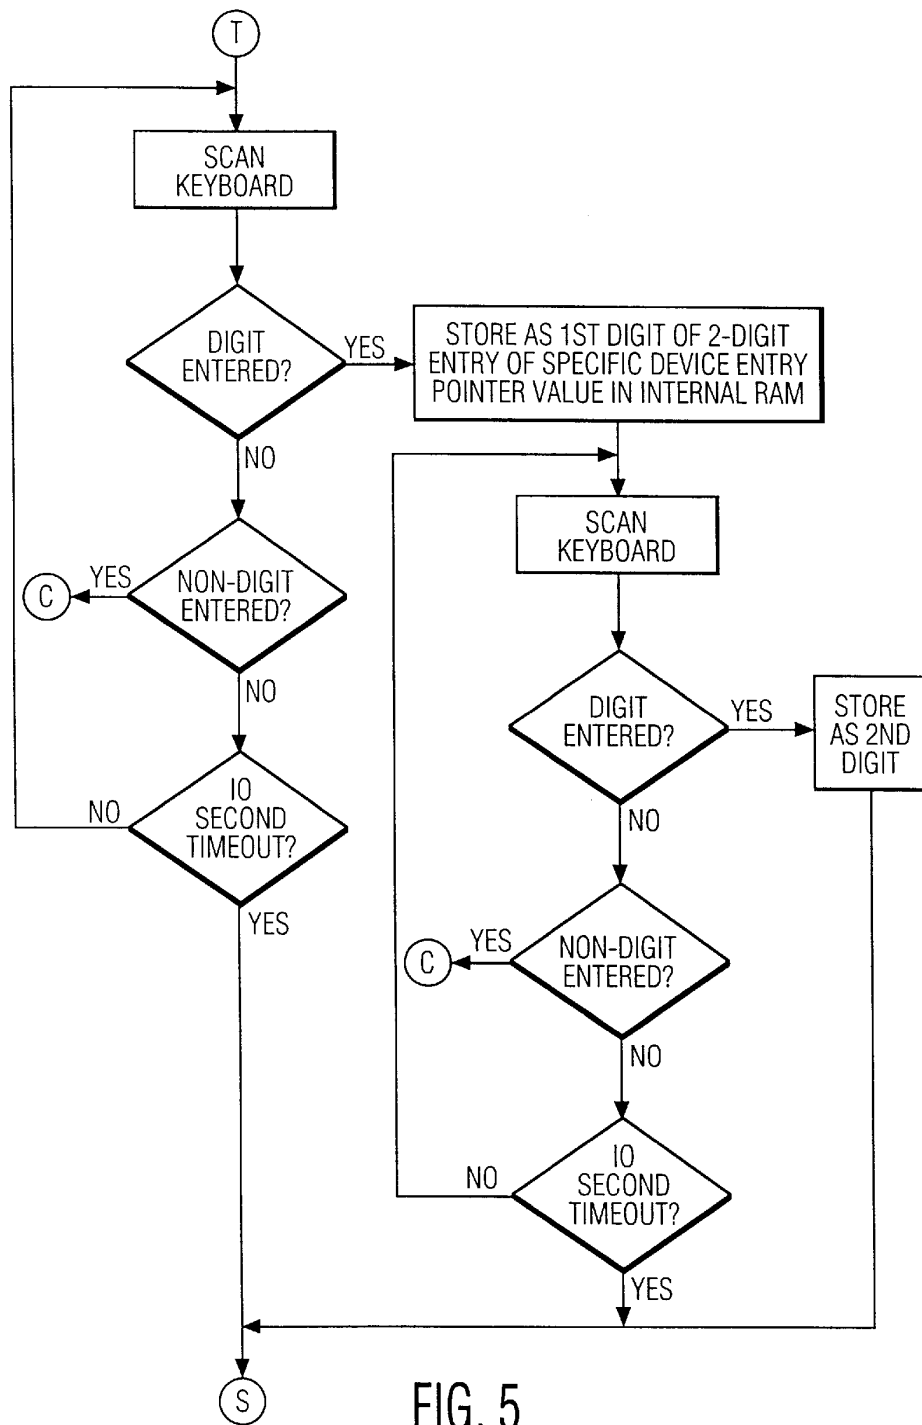 T
SCAN
KEYBOARD
DIGIT
ENTERED?
YES
STORE AS 1ST DIGIT OF 2-DIGIT
ENTRY OF SPECIFIC DEVICE ENTRY
POINTER VALUE IN INTERNAL RAM
NO
NON-DIGIT
ENTERED?
YES
C
NO
10
SECOND
TIMEOUT?
NO
YES
SCAN
KEYBOARD
DIGIT
ENTERED?
YES
STORE
AS 2ND
DIGIT
NO
NON-DIGIT
ENTERED?
YES
C
NO
10
SECOND
TIMEOUT?
NO
YES
S
FIG. 5